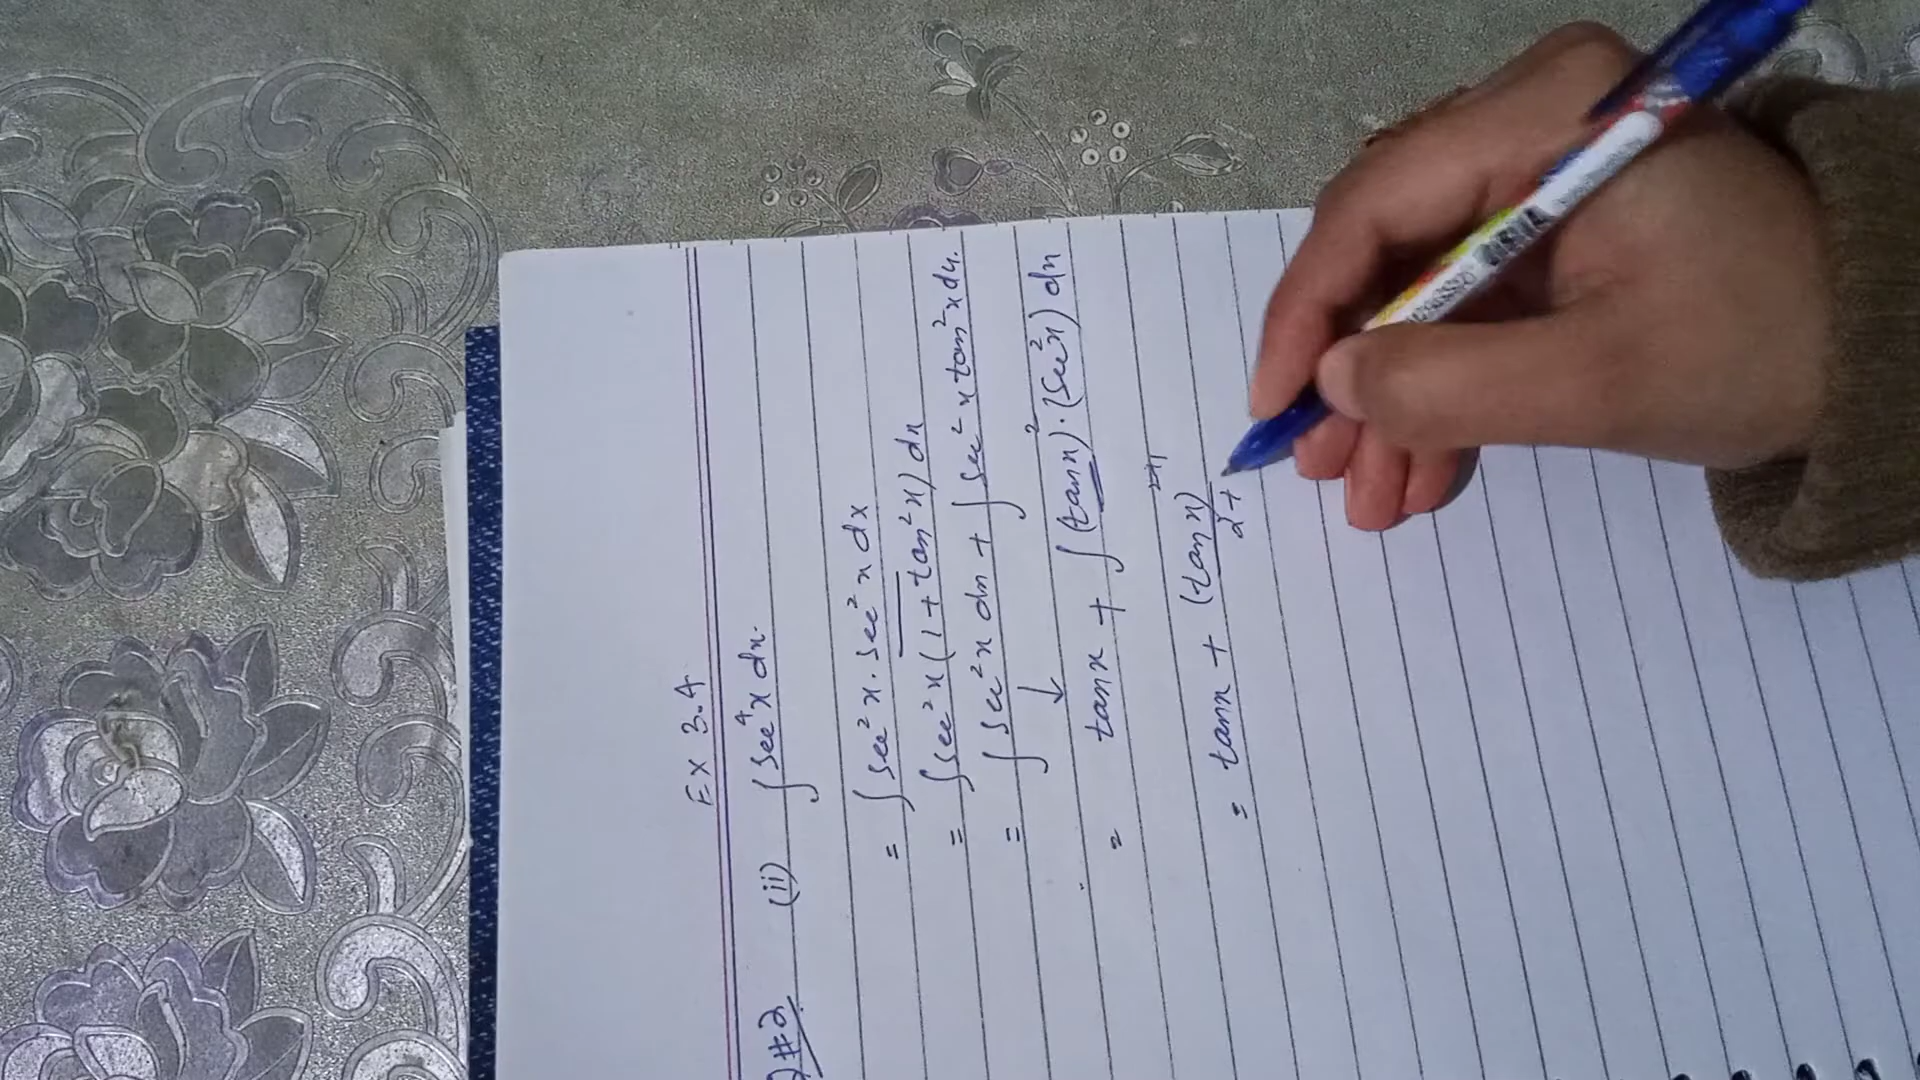 Ex 3.4
Q#2 (ii) ∫ sec⁴x dx.
= ∫ sec²x . sec²x dx
= ∫ sec²x (1 + tan²x) dx
= ∫ sec²x dx + ∫ sec²x tan²x dx.
= tanx + ∫ (tanx)² . (sec²x) dx
= tanx + (tanx)²⁺¹ / 2+